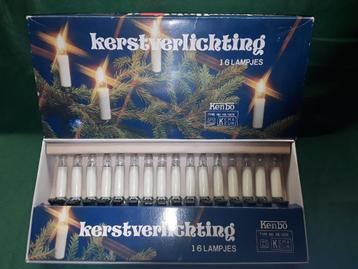 kerstverlichting
16 LAMPJES
Kenbo
kerstverlichting
16 LAMPJES
Kenbo